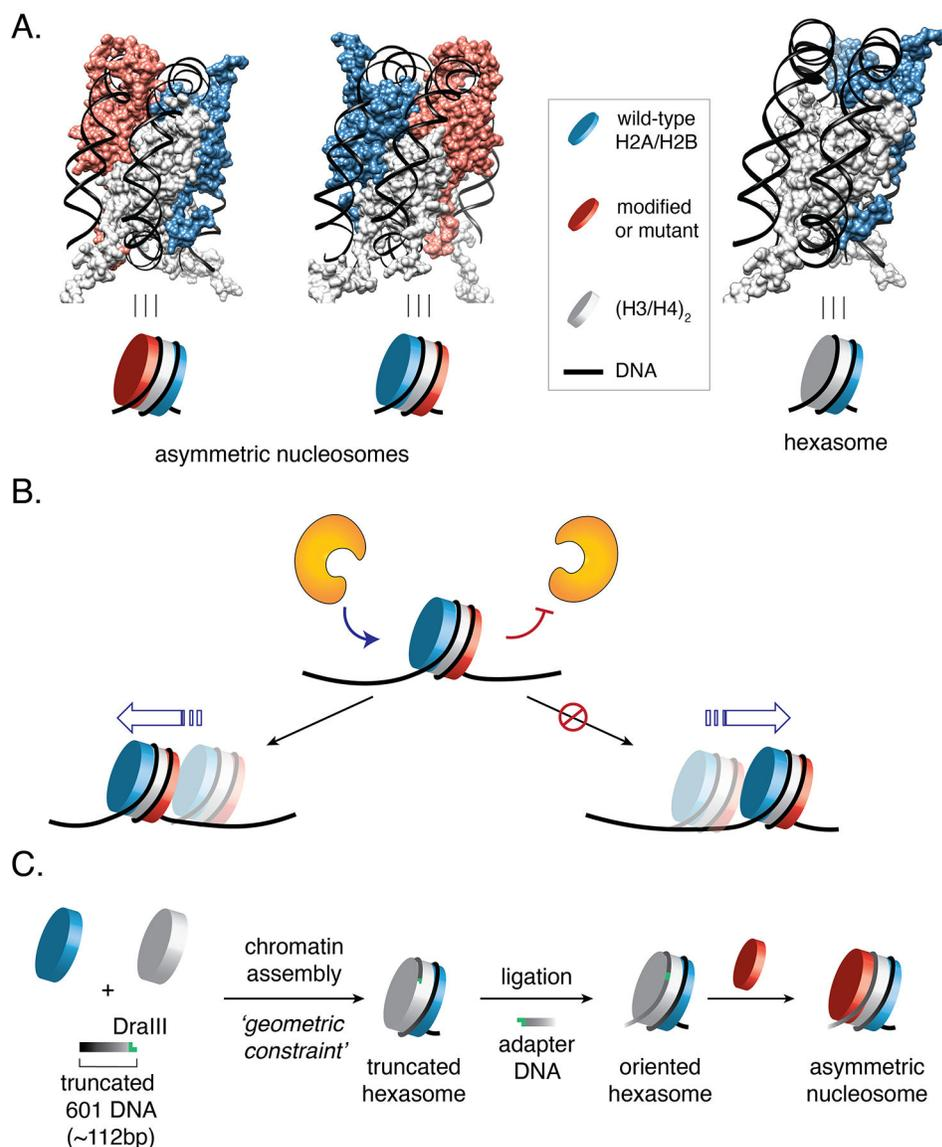 A.
wild-type
H2A/H2B
modified
or mutant
(H3/H4)2
DNA
asymmetric nucleosomes
hexasome
B.
C.
+
DraIII
truncated
601 DNA
(~112bp)
chromatin
assembly
'geometric
constraint'
truncated
hexasome
ligation
adapter
DNA
oriented
hexasome
asymmetric
nucleosome